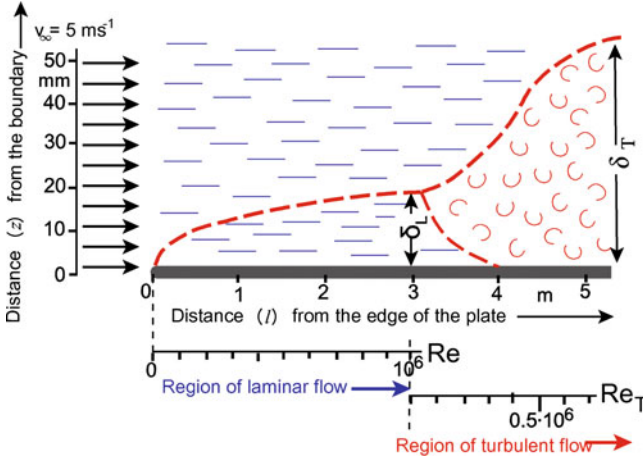 v∞ = 5 ms⁻¹
Distance (z) from the boundary
50
mm
40
30
20
10
0
δL
δT
0 1 2 3 4 m 5
Distance (l) from the edge of the plate
0 10⁶ Re
Region of laminar flow
0.5·10⁶ ReT
Region of turbulent flow